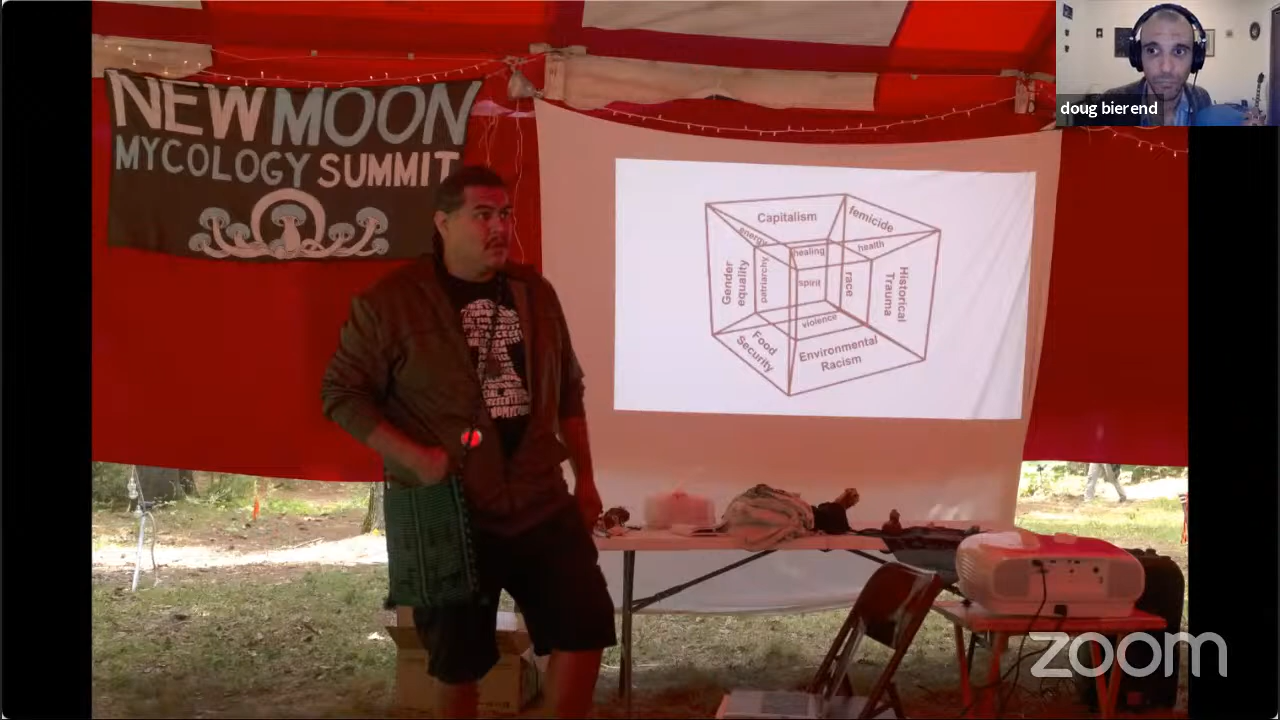 doug bierend
NEW MOON
MYCOLOGY SUMMIT
Capitalism
femicide
energy
healing
health
Gender
equality
patriarchy
spirit
race
Historical
Trauma
violence
Food
Security
Environmental
Racism
zoom